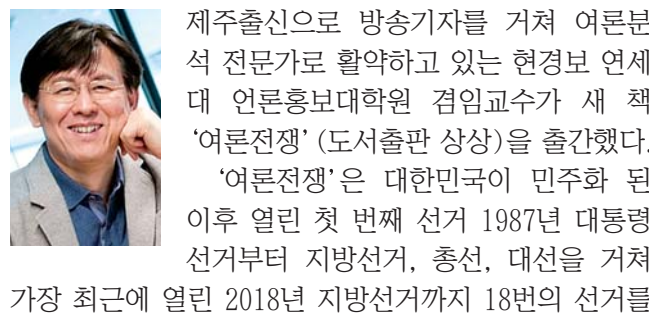 제주출신으로 방송기자를 거쳐 여론분
석 전문가로 활약하고 있는 현경보 연세
대 언론홍보대학원 겸임교수가 새 책
‘여론전쟁’(도서출판 상상)을 출간했다.
‘여론전쟁’은 대한민국이 민주화 된
이후 열린 첫 번째 선거 1987년 대통령
선거부터 지방선거, 총선, 대선을 거쳐
가장 최근에 열린 2018년 지방선거까지 18번의 선거를